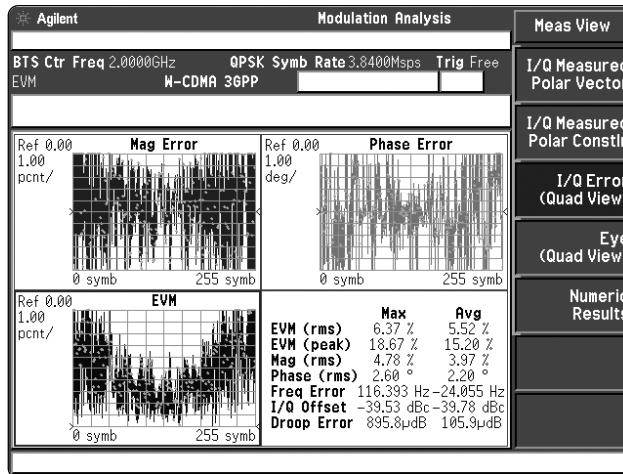 Agilent Modulation Analysis Meas View
BTS Ctr Freq 2.0000GHz QPSK Symb Rate 3.8400Msps Trig Free
EVM W-CDMA 3GPP
I/Q Measured
Polar Vecto
I/Q Measured
Polar Constln
I/Q Error
(Quad View
Eye
(Quad View
Numeric
Results
Ref 0.00 Mag Error
1.00
pcnt/
0 symb 255 symb
Ref 0.00 Phase Error
1.00
deg/
0 symb 255 symb
Ref 0.00 EVM
1.00
pcnt/
0 symb 255 symb
Max Avg
EVM (rms) 6.37 % 5.52 %
EVM (peak) 18.67 % 15.20 %
Mag (rms) 4.78 % 3.97 %
Phase (rms) 2.60 ° 2.20 °
Freq Error 116.393 Hz -24.055 Hz
I/Q Offset -39.53 dBc -39.78 dBc
Droop Error 895.8µdB 105.9µdB